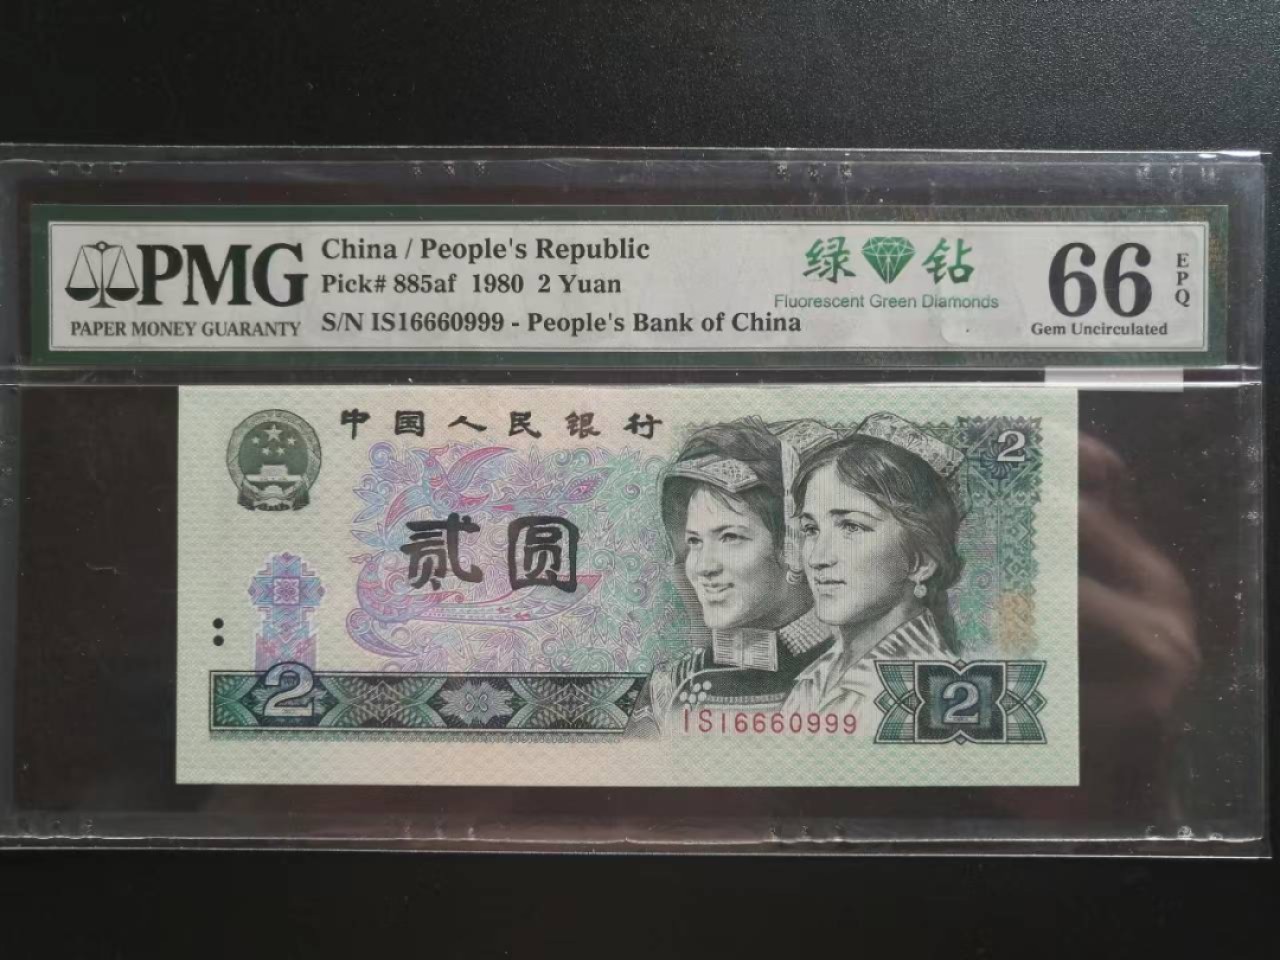 PMG
PAPER MONEY GUARANTY
China / People's Republic
Pick# 885af 1980 2 Yuan
S/N IS16660999 - People's Bank of China
绿 钻
Fluorescent Green Diamonds
66
EPQ
Gem Uncirculated
中国人民银行
2
贰圆
2
IS16660999
2